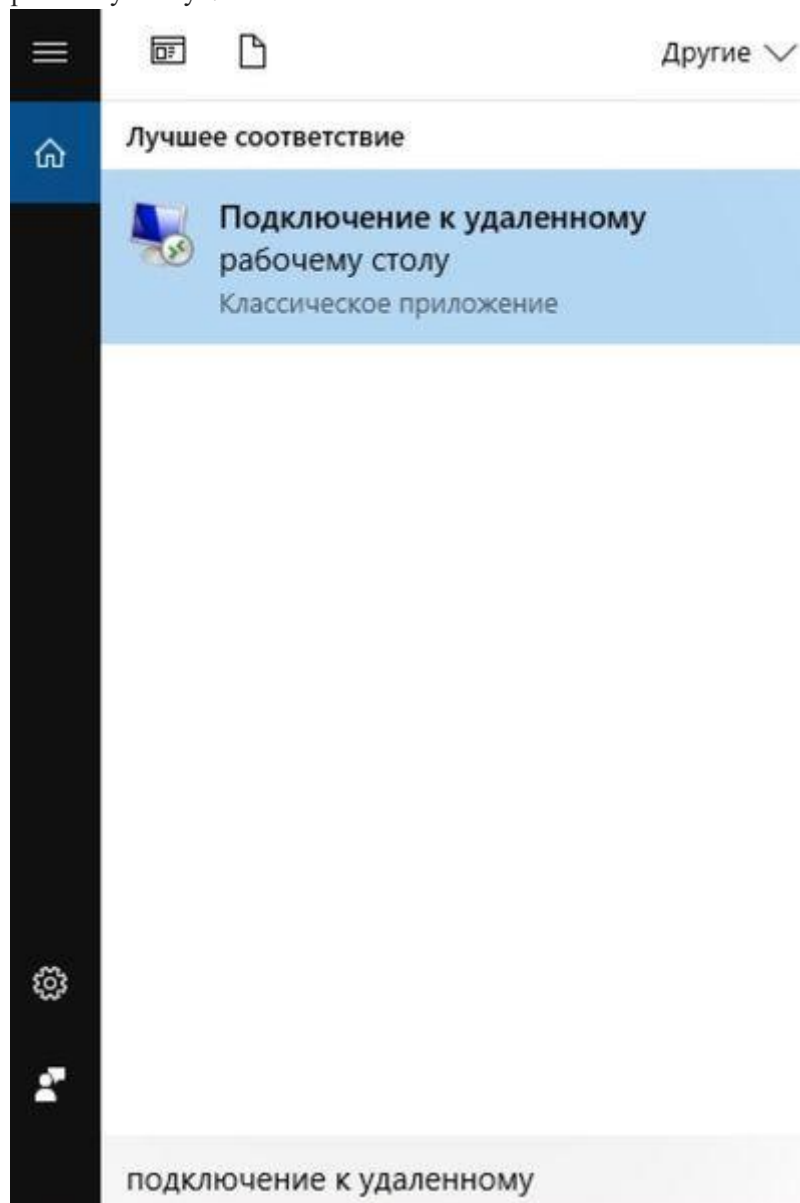 Другие
Лучшее соответствие
Подключение к удаленному
рабочему столу
Классическое приложение
подключение к удаленному